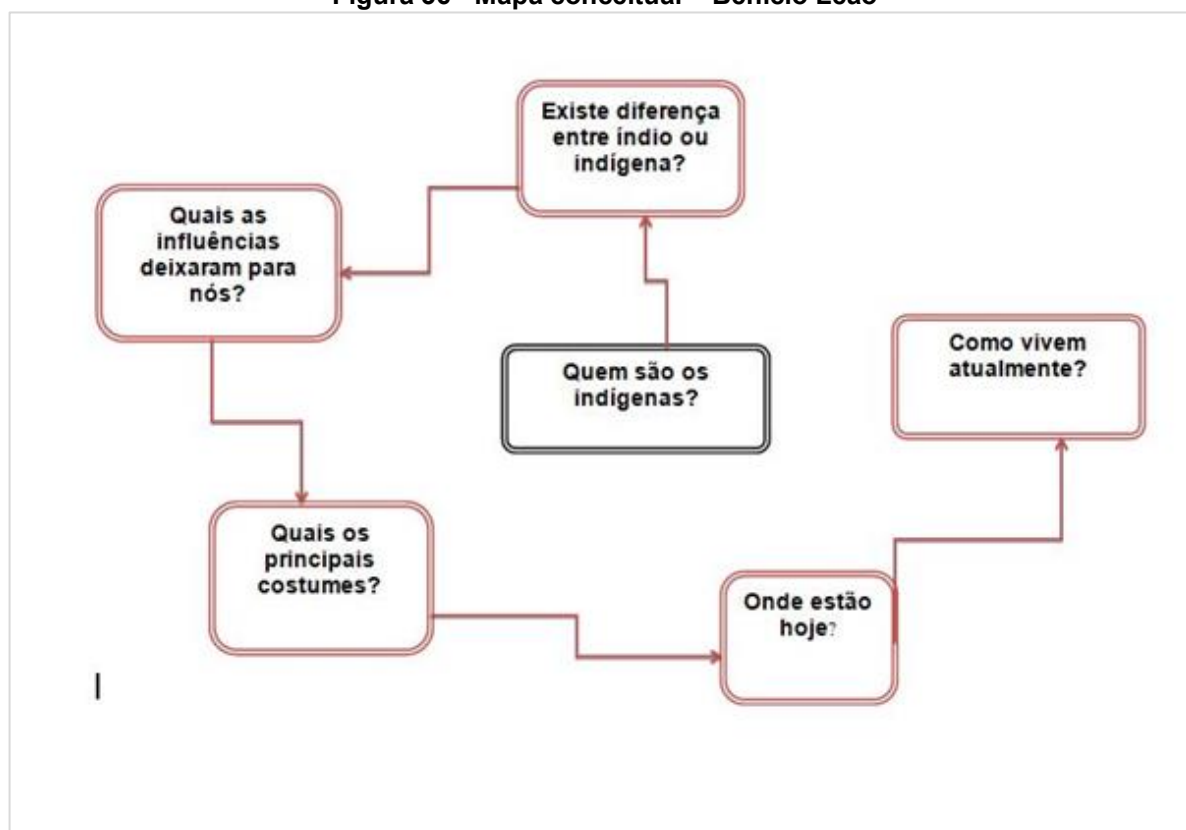 Existe diferença
entre índio ou
indígena?
Quais as
influências
deixaram para
nós?
Quem são os
indígenas?
Como vivem
atualmente?
Quais os
principais
costumes?
Onde estão
hoje?